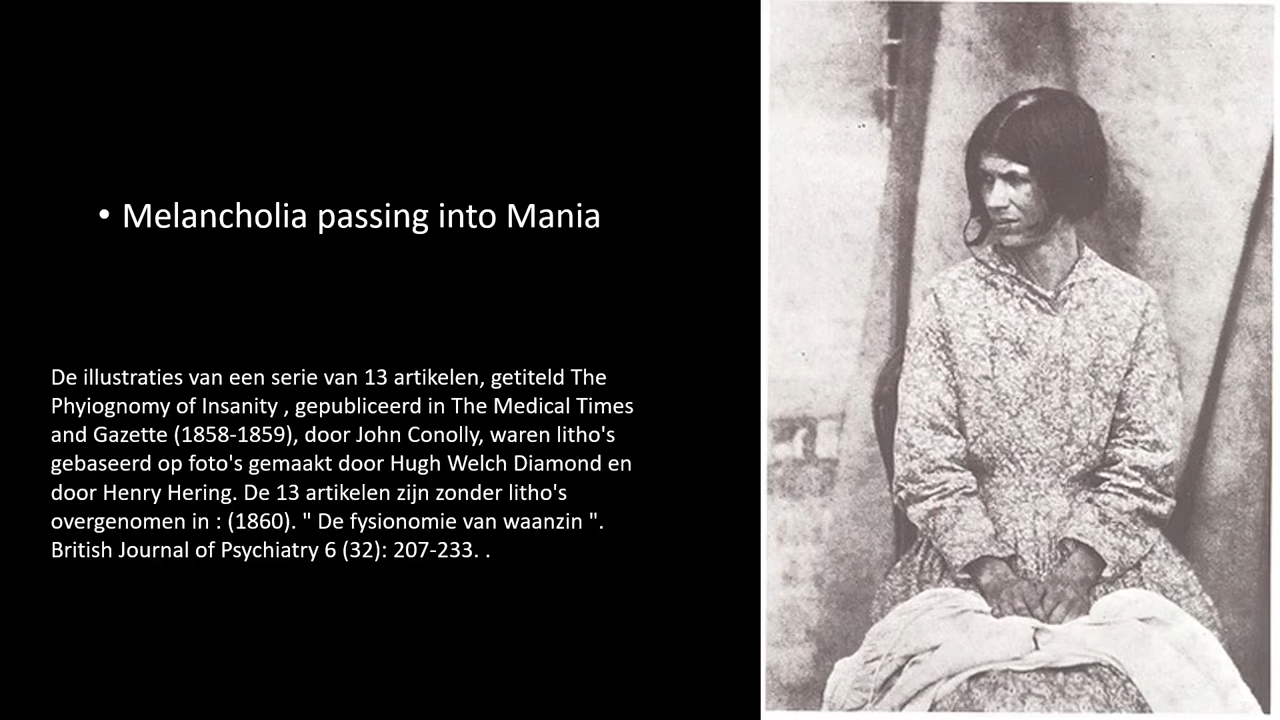 • Melancholia passing into Mania
De illustraties van een serie van 13 artikelen, getiteld The
Phyiognomy of Insanity , gepubliceerd in The Medical Times
and Gazette (1858-1859), door John Conolly, waren litho's
gebaseerd op foto's gemaakt door Hugh Welch Diamond en
door Henry Hering. De 13 artikelen zijn zonder litho's
overgenomen in : (1860). " De fysionomie van waanzin ".
British Journal of Psychiatry 6 (32): 207-233. .